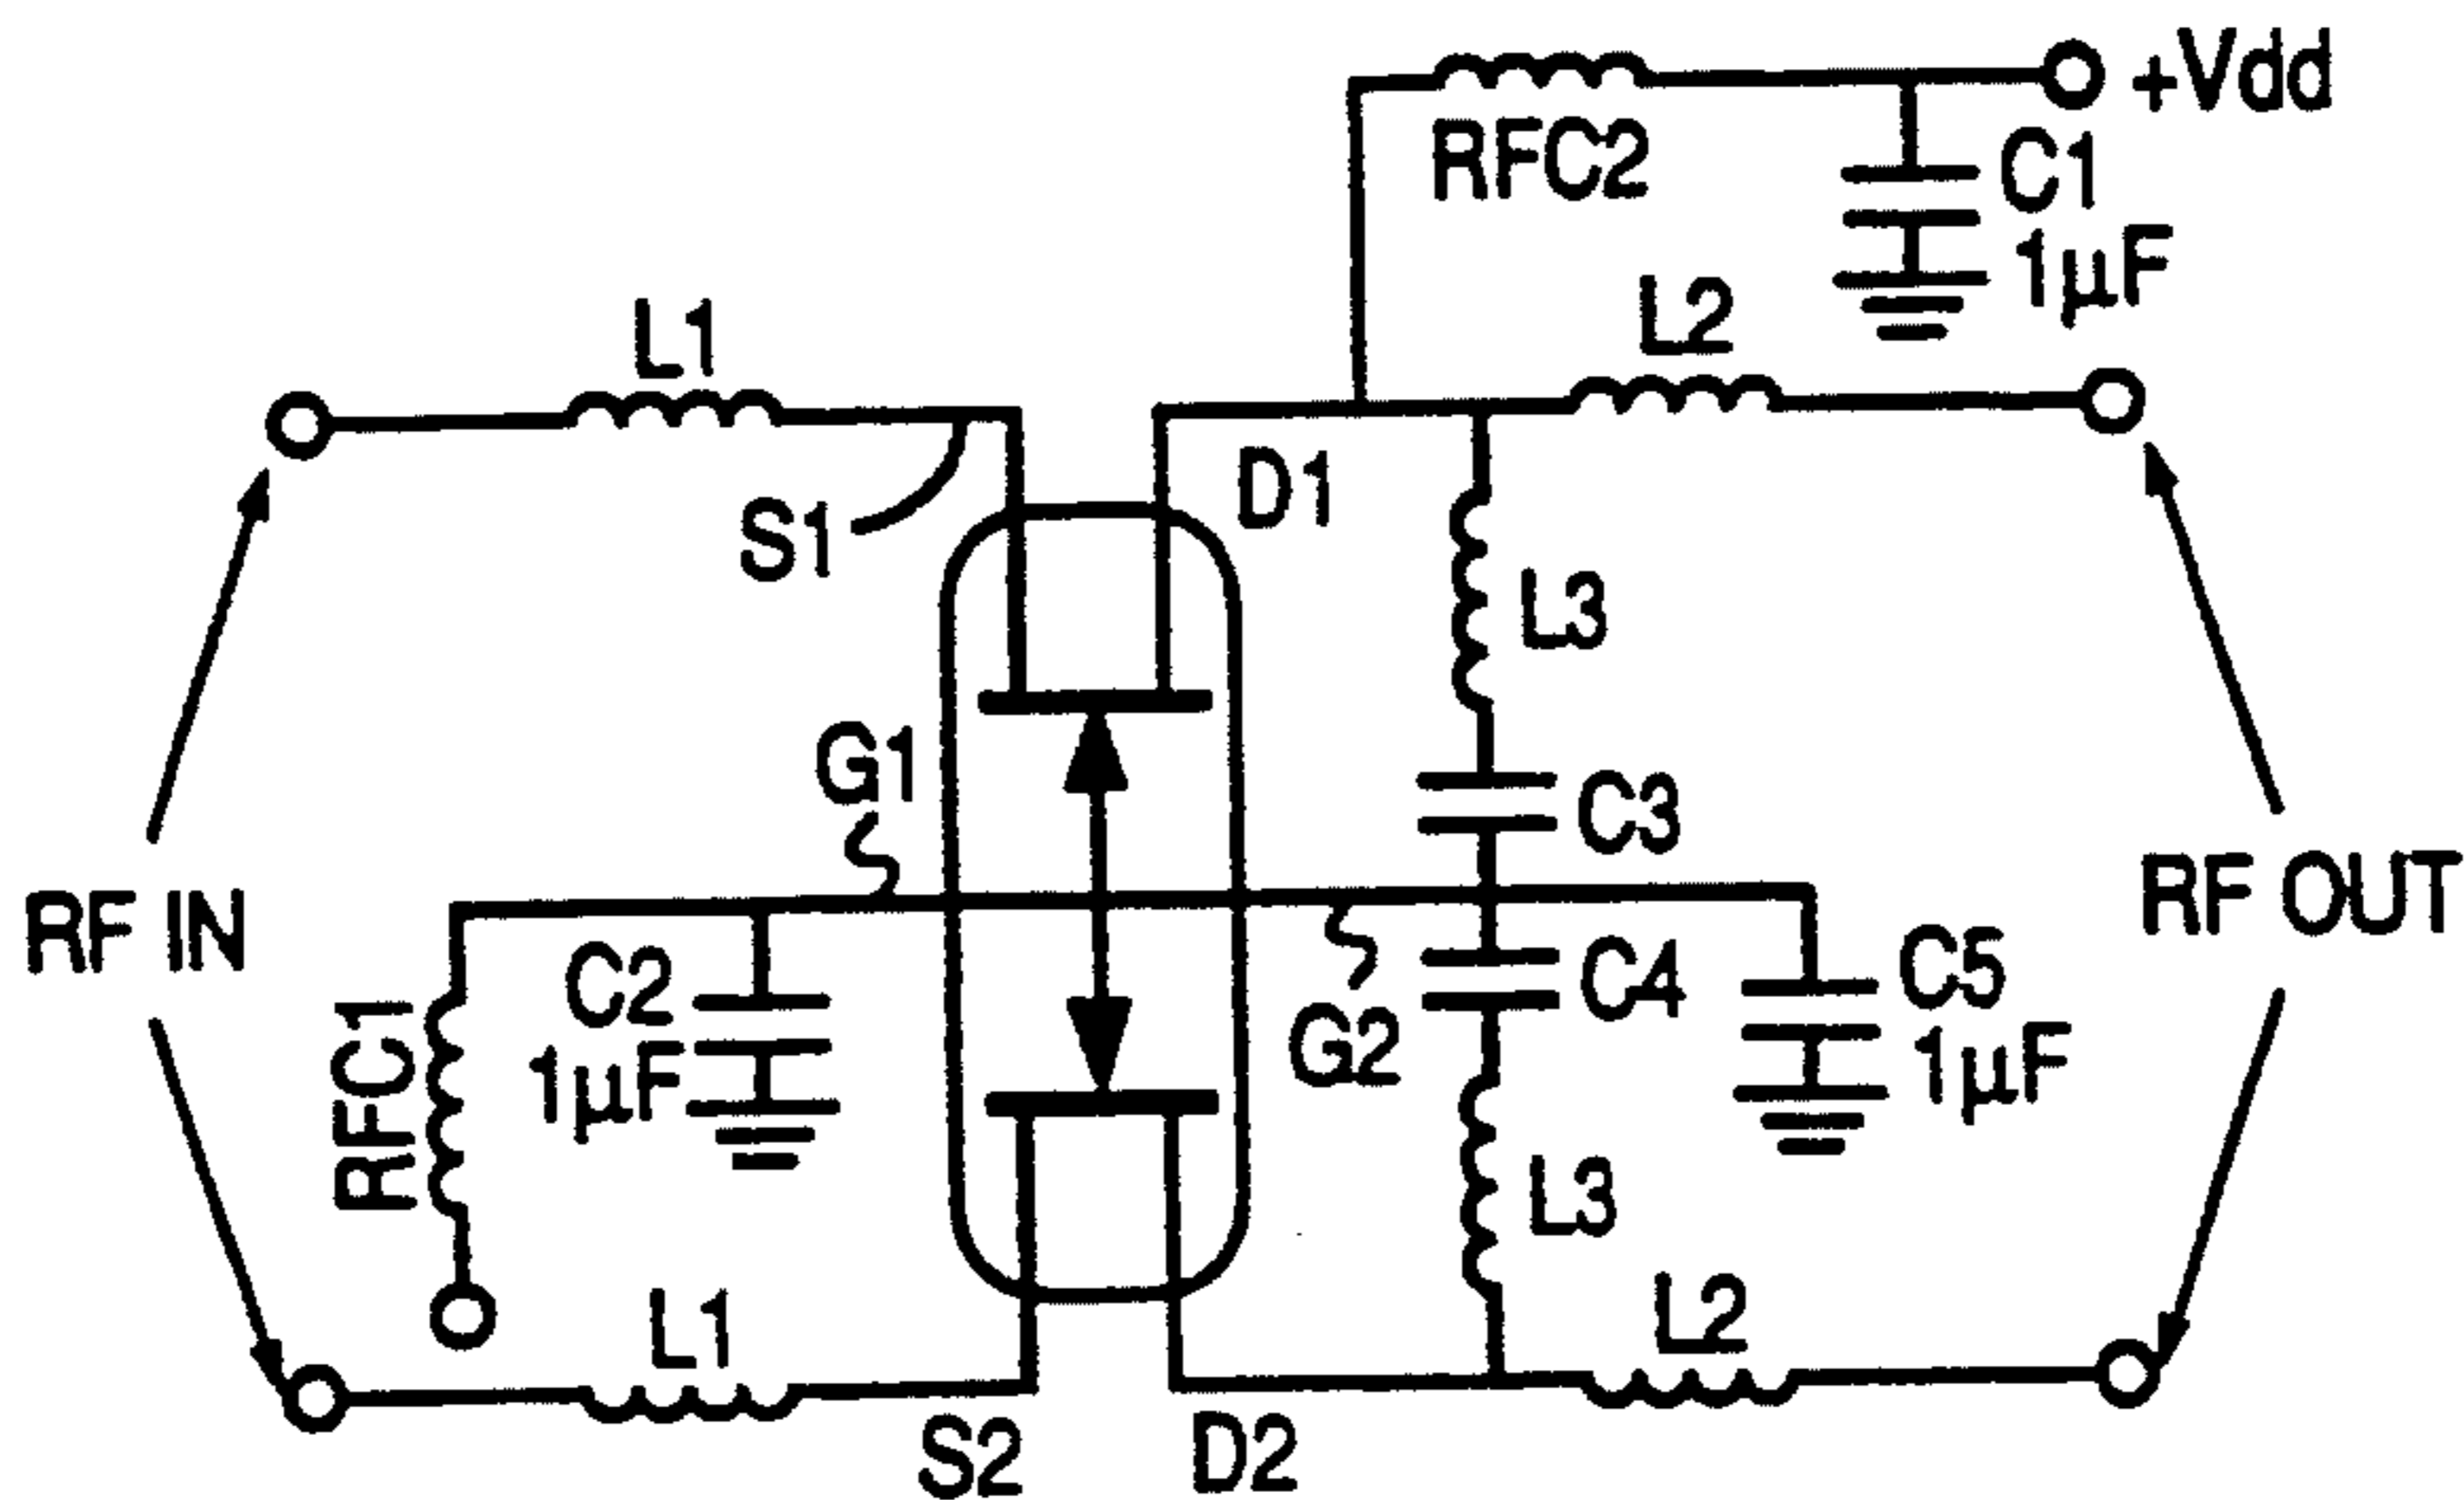 +Vdd
RFC2
C1
1µF
L1
L2
S1
D1
L3
G1
C3
RF IN
RF OUT
C2
1µF
RFC1
C4
C5
1µF
G2
L3
L1
L2
S2
D2